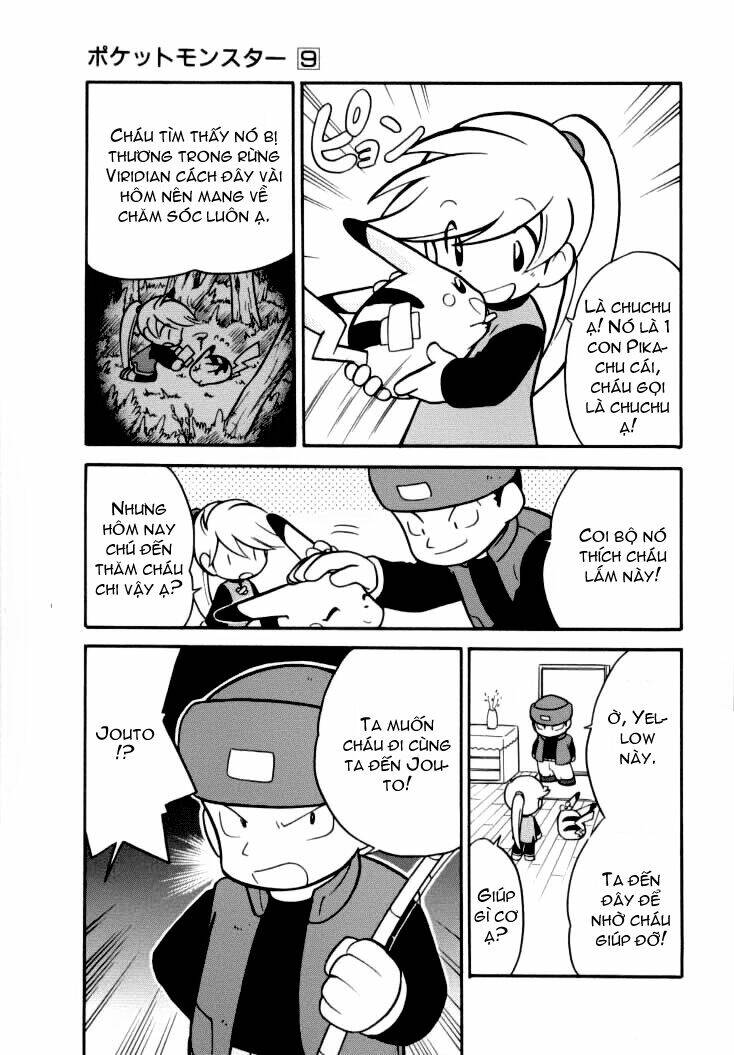 ポケットモンスター 9
ピョン
LÀ CHUCHU
Ạ! NÓ LÀ 1
CON PIKA-
CHU CÁI,
CHÁU GỌI
LÀ CHUCHU
Ạ!
CHÁU TÌM THẤY NÓ BỊ
THƯƠNG TRONG RỪNG
VIRIDIAN CÁCH ĐÂY VÀI
HÔM NÊN MANG VỀ
CHĂM SÓC LUÔN Ạ.
COI BỘ NÓ
THÍCH CHÁU
LẮM NÀY!
NHƯNG
HÔM NAY
CHÚ ĐẾN
THĂM CHÁU
CHI VẬY Ạ?
Ờ, YEL-
LOW
NÀY.
TA ĐẾN
ĐÂY ĐỂ
NHỜ CHÁU
GIÚP ĐỠ!
GIÚP
GÌ CƠ
Ạ?
TA MUỐN
CHÁU ĐI CÙNG
TA ĐẾN JOU-
TO!
JOUTO
!?